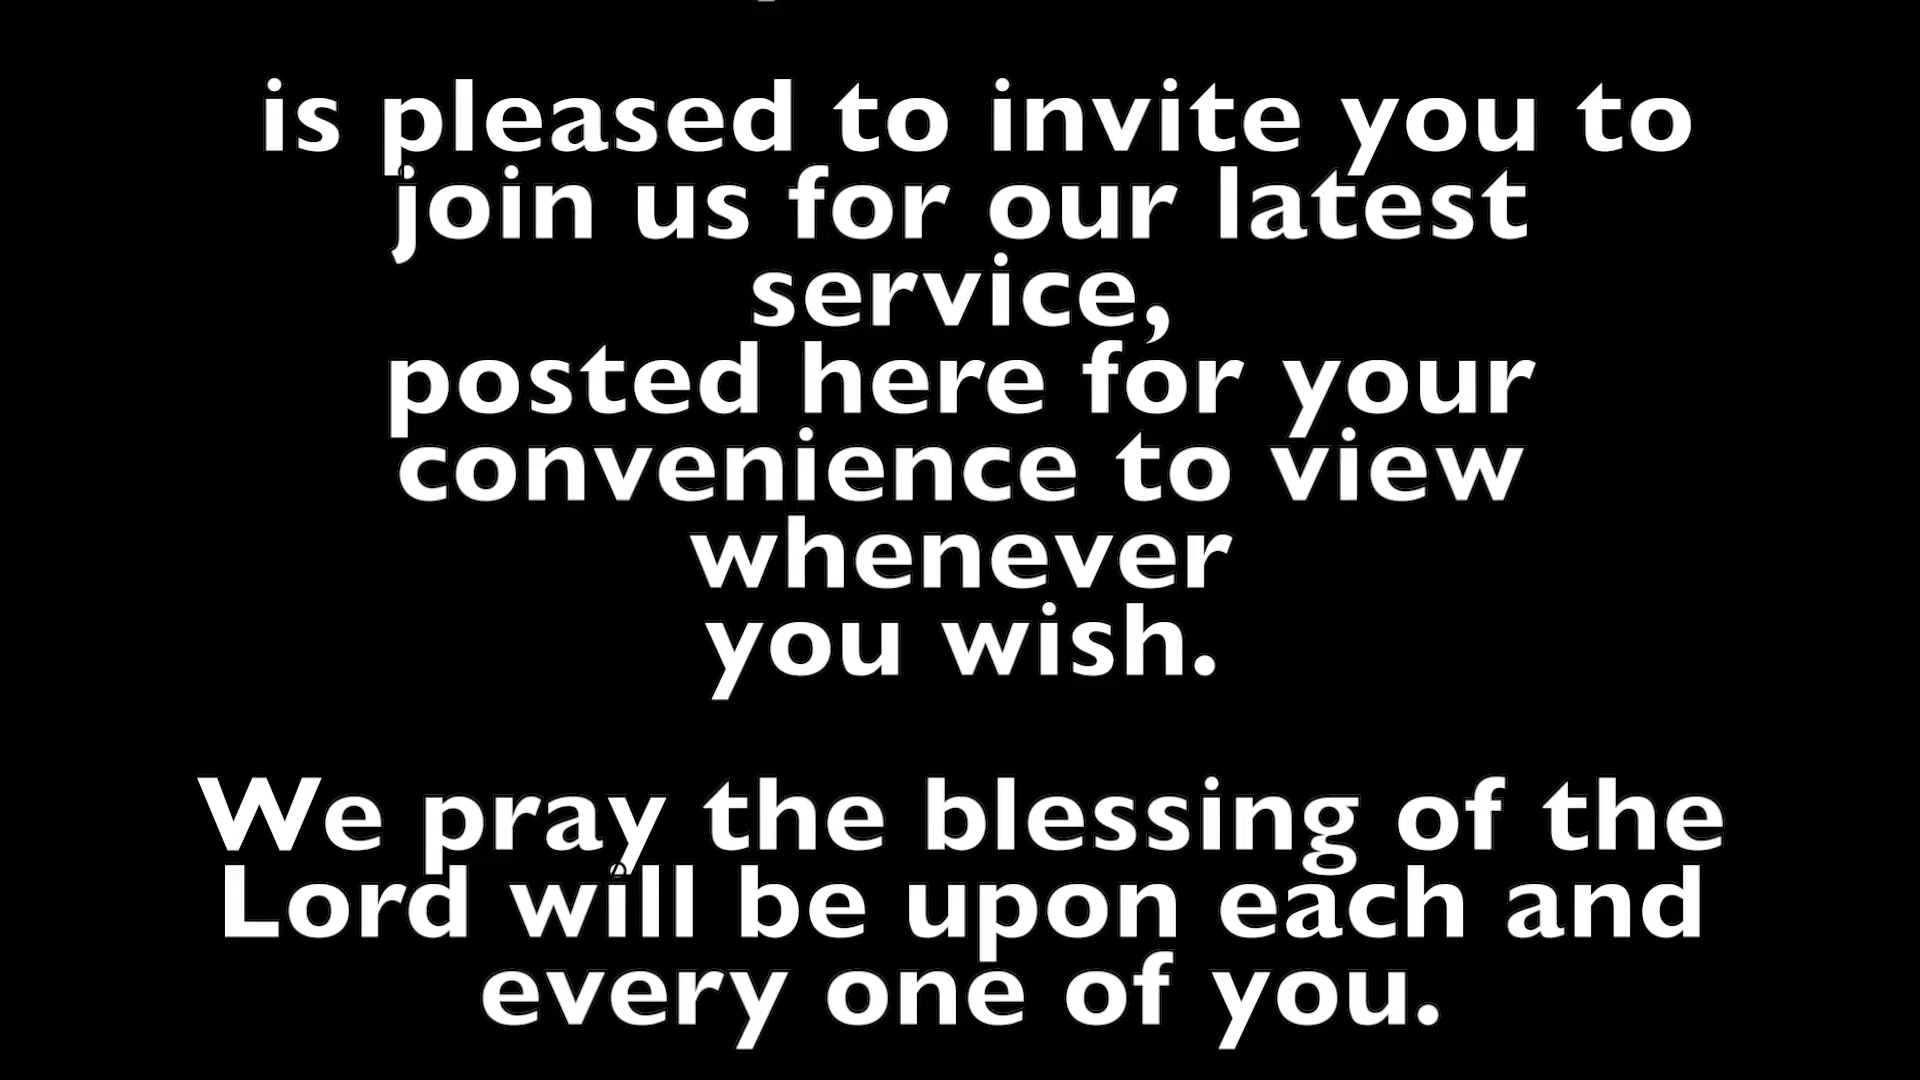 is pleased to invite you to
join us for our latest
service,
posted here for your
convenience to view
whenever
you wish.
We pray the blessing of the
Lord will be upon each and
every one of you.